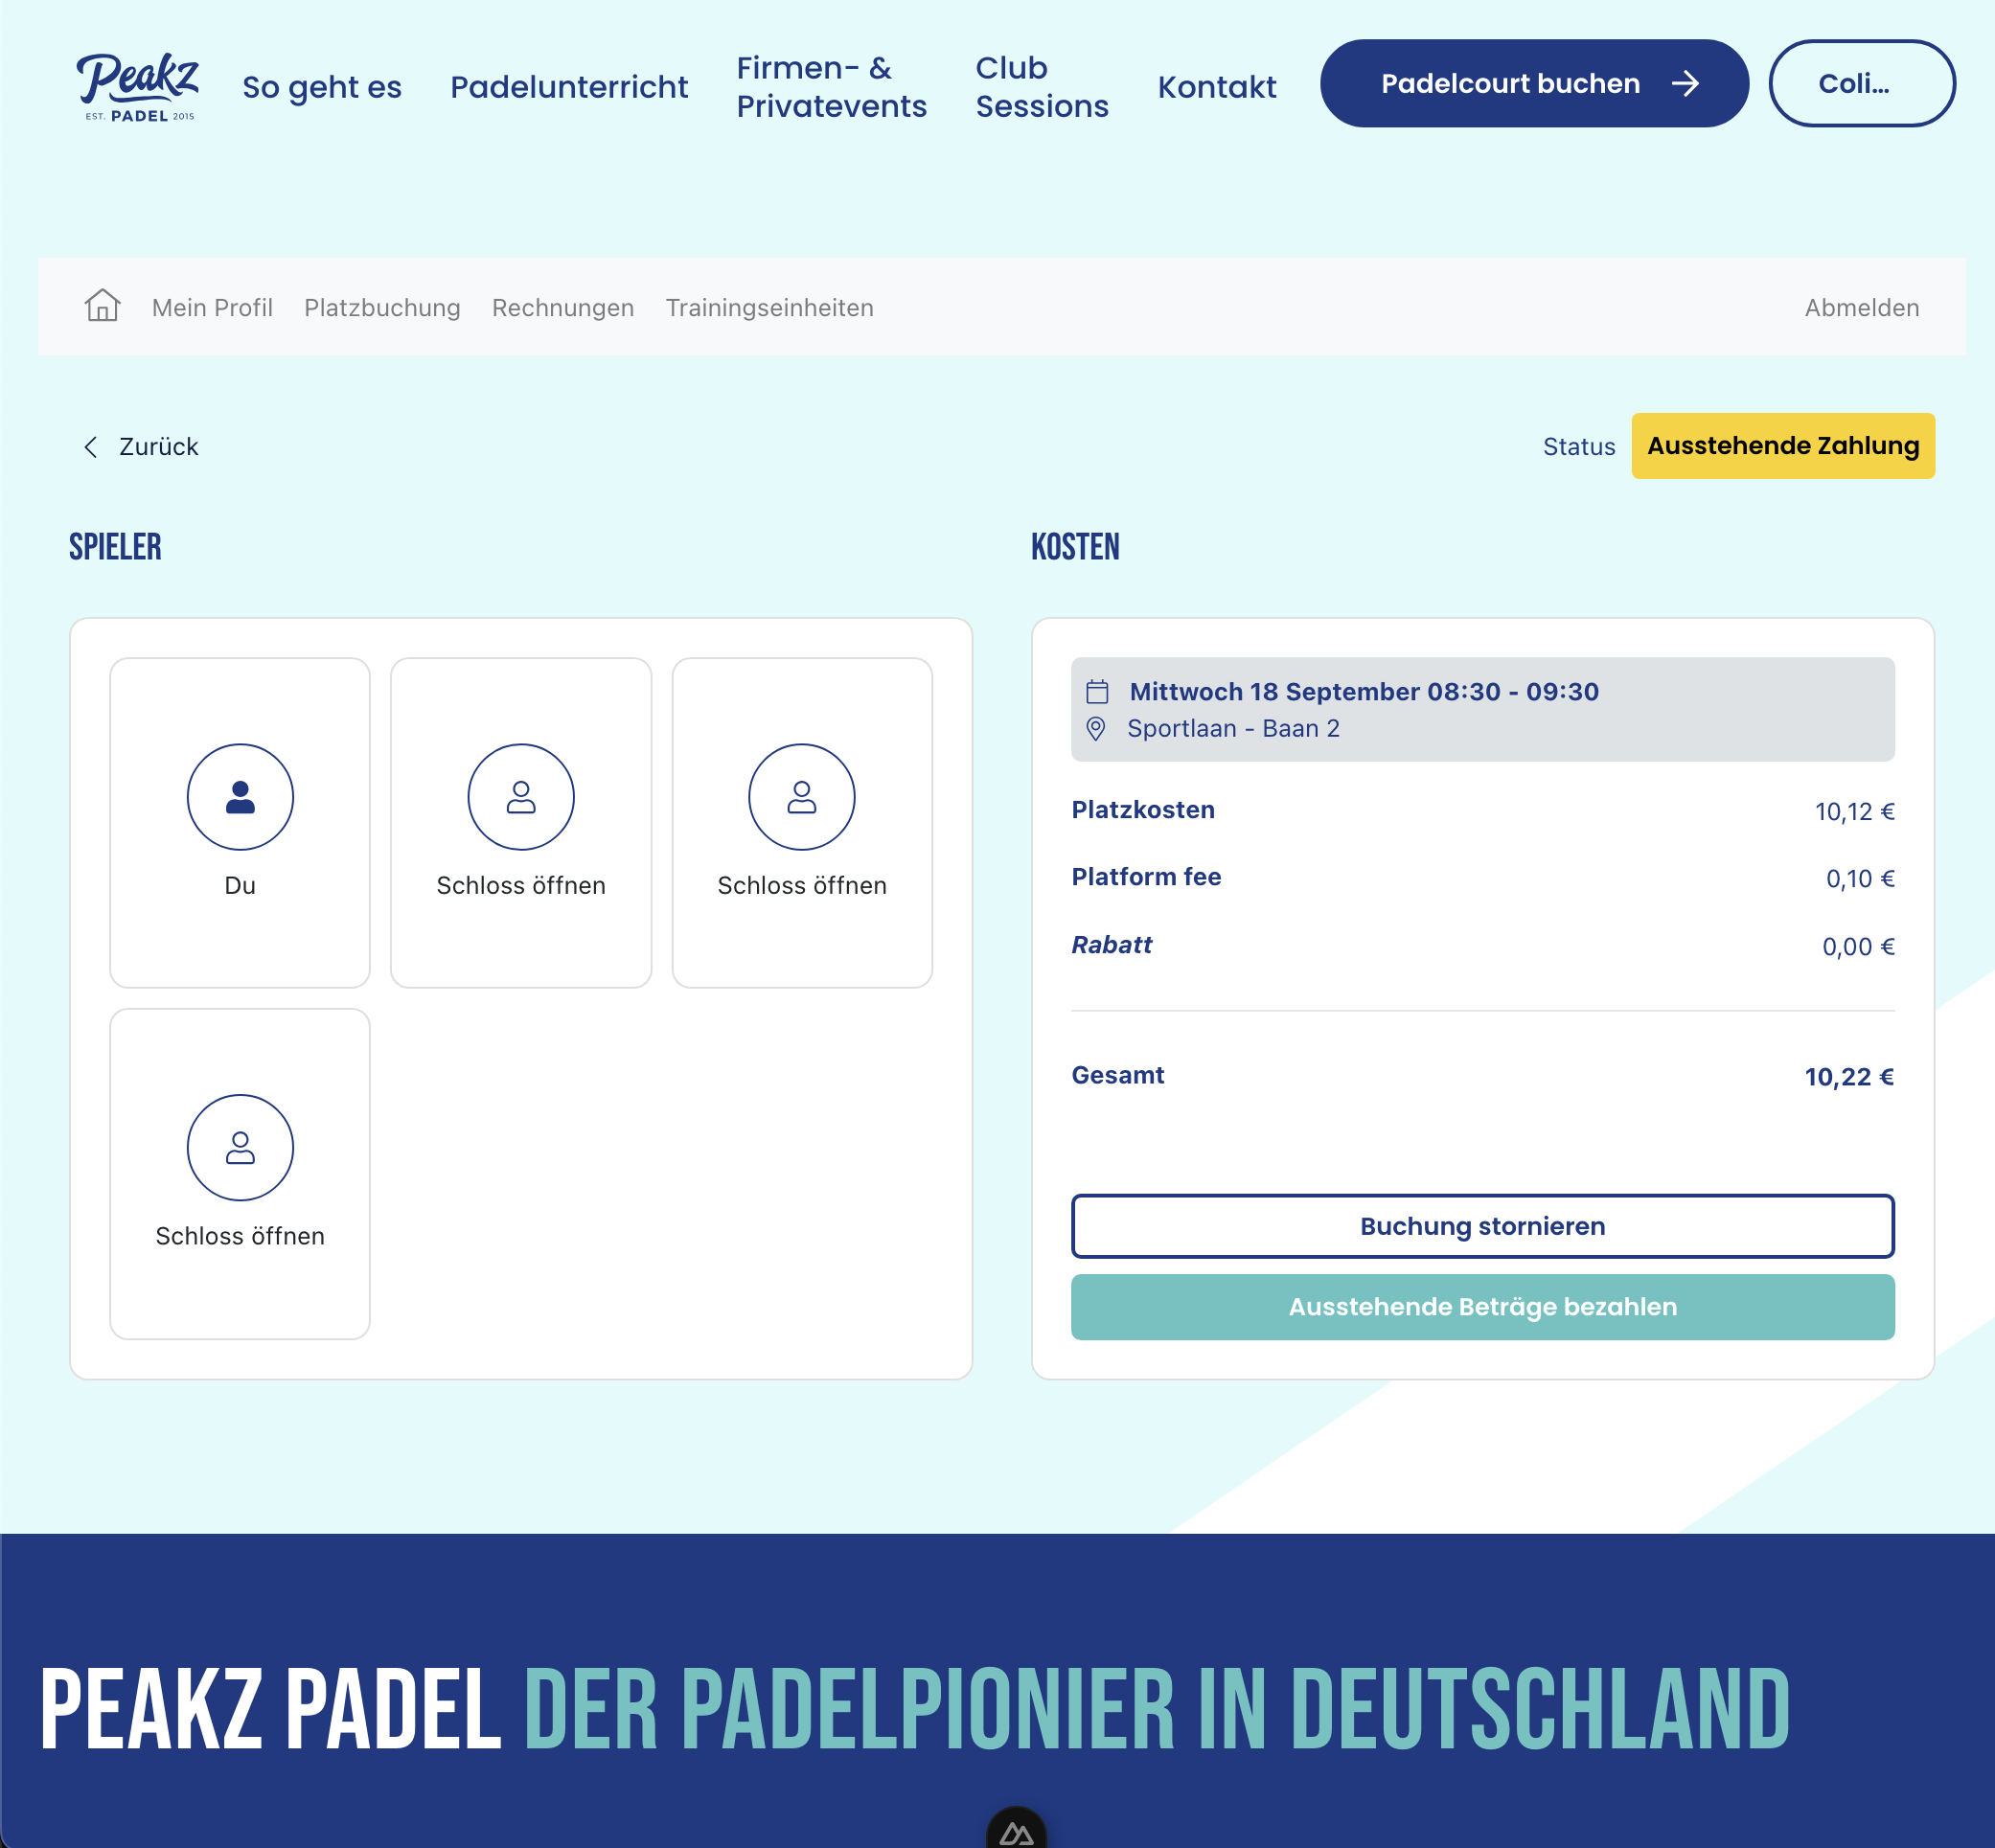 Peakz
EST. PADEL 2015
So geht es
Padelunterricht
Firmen- &
Privatevents
Club
Sessions
Kontakt
Padelcourt buchen
Coli...
Mein Profil
Platzbuchung
Rechnungen
Trainingseinheiten
Abmelden
Zurück
Status
Ausstehende Zahlung
SPIELER
Du
Schloss öffnen
Schloss öffnen
Schloss öffnen
KOSTEN
Mittwoch 18 September 08:30 - 09:30
Sportlaan - Baan 2
Platzkosten 10,12 €
Platform fee 0,10 €
Rabatt 0,00 €
Gesamt 10,22 €
Buchung stornieren
Ausstehende Beträge bezahlen
PEAKZ PADEL DER PADELPIONIER IN DEUTSCHLAND